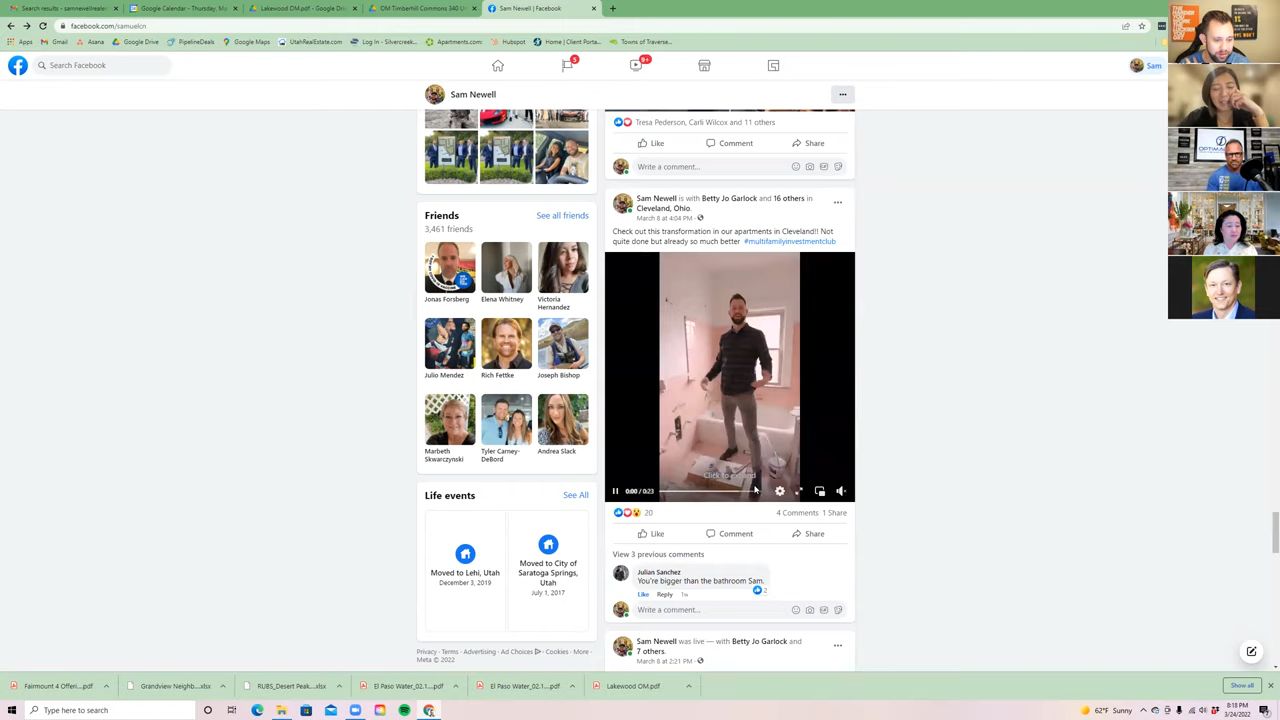 Search results - samnewellreales
Google Calendar - Thursday, Ma
Lakewood OM.pdf - Google Driv
OM Timberhill Commons 340 U
Sam Newell | Facebook
facebook.com/samuelcn
Apps
Gmail
Asana
Google Drive
PipelineDeals
Google Maps
UtahRealEstate.com
Log In - Silvercreek...
Apartments.com:
Hubspot
Home | Client Porta...
Towns of Traverse...
Search Facebook
5
9+
Sam
Sam Newell
Tresa Pederson, Carli Wilcox and 11 others
Like
Comment
Share
Write a comment...
Friends
See all friends
3,461 friends
Jonas Forsberg
Elena Whitney
Victoria
Hernandez
Julio Mendez
Rich Fettke
Joseph Bishop
Marbeth
Skwarczynski
Tyler Carney-
DeBord
Andrea Slack
Life events
See All
Moved to Lehi, Utah
December 3, 2019
Moved to City of
Saratoga Springs,
Utah
July 1, 2017
Privacy · Terms · Advertising · Ad Choices · Cookies · More ·
Meta © 2022
Sam Newell is with Betty Jo Garlock and 16 others in
Cleveland, Ohio.
March 8 at 4:04 PM ·
Check out this transformation in our apartments in Cleveland!! Not
quite done but already so much better #multifamilyinvestmentclub
Click to expand
0:00 / 0:23
20
4 Comments 1 Share
Like
Comment
Share
View 3 previous comments
Julian Sanchez
You're bigger than the bathroom Sam.
2
Like Reply 1w
Write a comment...
Sam Newell was live — with Betty Jo Garlock and
7 others.
March 8 at 2:21 PM ·
Fairmount 4 Offeri....pdf
Grandview Neighb....xlsx
RUBS_Desert Peak....xlsx
El Paso Water_02.1....pdf
El Paso Water_02.1....pdf
Lakewood OM.pdf
Show all
Type here to search
62°F Sunny
8:18 PM
3/24/2022